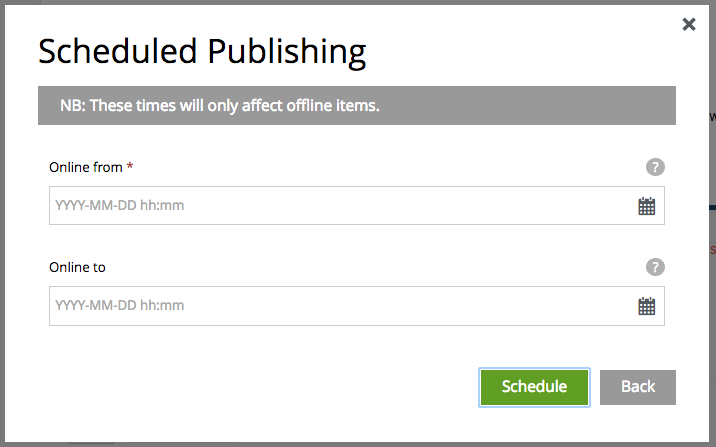 Scheduled Publishing
NB: These times will only affect offline items.
Online from *
?
YYYY-MM-DD hh:mm
Online to
?
YYYY-MM-DD hh:mm
Schedule
Back